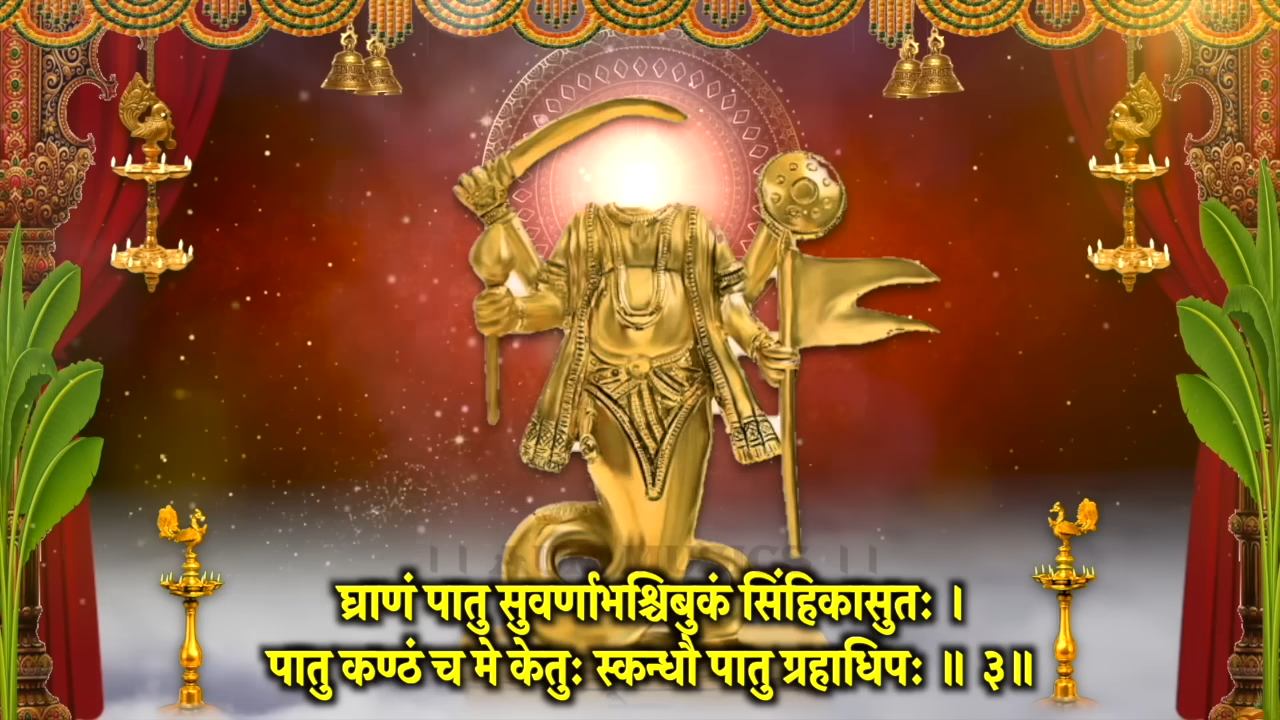 घ्राणं पातु सुवर्णाभश्चिबुकं सिंहिकासुतः ।
पातु कण्ठं च मे केतुः स्कन्धौ पातु ग्रहाधिपः ॥ ३॥